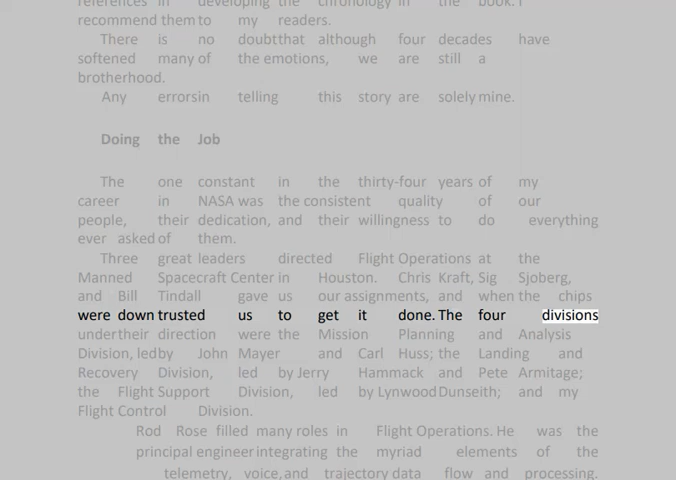 references in developing the chronology in the book. I
recommend them to my readers.
There is no doubt that although four decades have
softened many of the emotions, we are still a
brotherhood.
Any errors in telling this story are solely mine.
Doing the Job
The one constant in the thirty-four years of my
career in NASA was the consistent quality of our
people, their dedication, and their willingness to do everything
ever asked of them.
Three great leaders directed Flight Operations at the
Manned Spacecraft Center in Houston. Chris Kraft, Sig Sjoberg,
and Bill Tindall gave us our assignments, and when the chips
were down trusted us to get it done. The four divisions
under their direction were the Mission Planning and Analysis
Division, led by John Mayer and Carl Huss; the Landing and
Recovery Division, led by Jerry Hammack and Pete Armitage;
the Flight Support Division, led by Lynwood Dunseith; and my
Flight Control Division.
Rod Rose filled many roles in Flight Operations. He was the
principal engineer integrating the myriad elements of the
telemetry, voice, and trajectory data flow and processing.